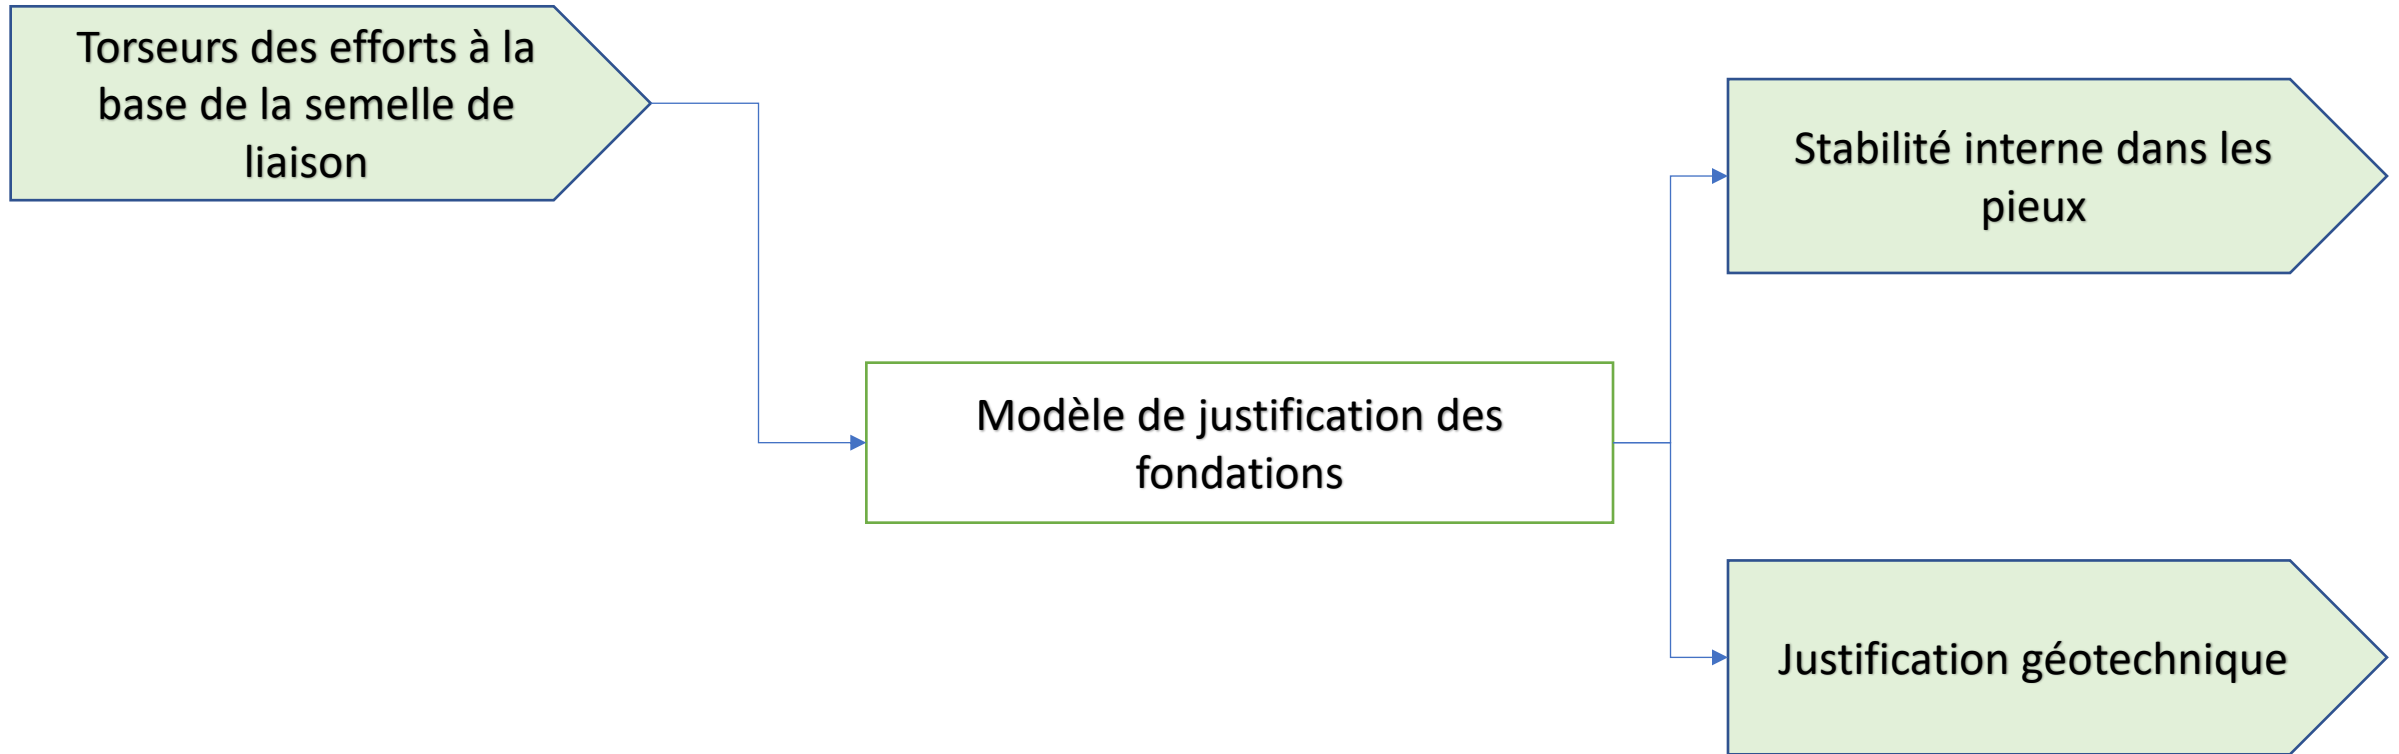 Torseurs des efforts à la
base de la semelle de
liaison
Stabilité interne dans les
pieux
Modèle de justification des
fondations
Justification géotechnique